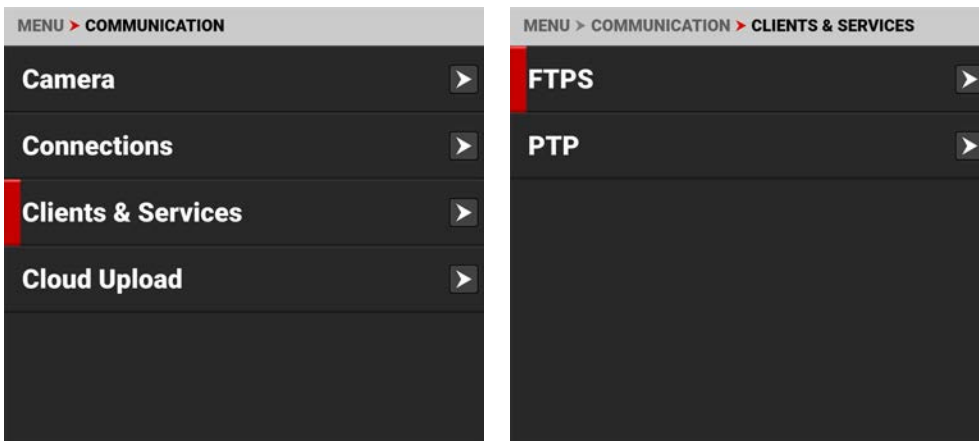 MENU > COMMUNICATION
Camera
Connections
Clients & Services
Cloud Upload
MENU > COMMUNICATION > CLIENTS & SERVICES
FTPS
PTP